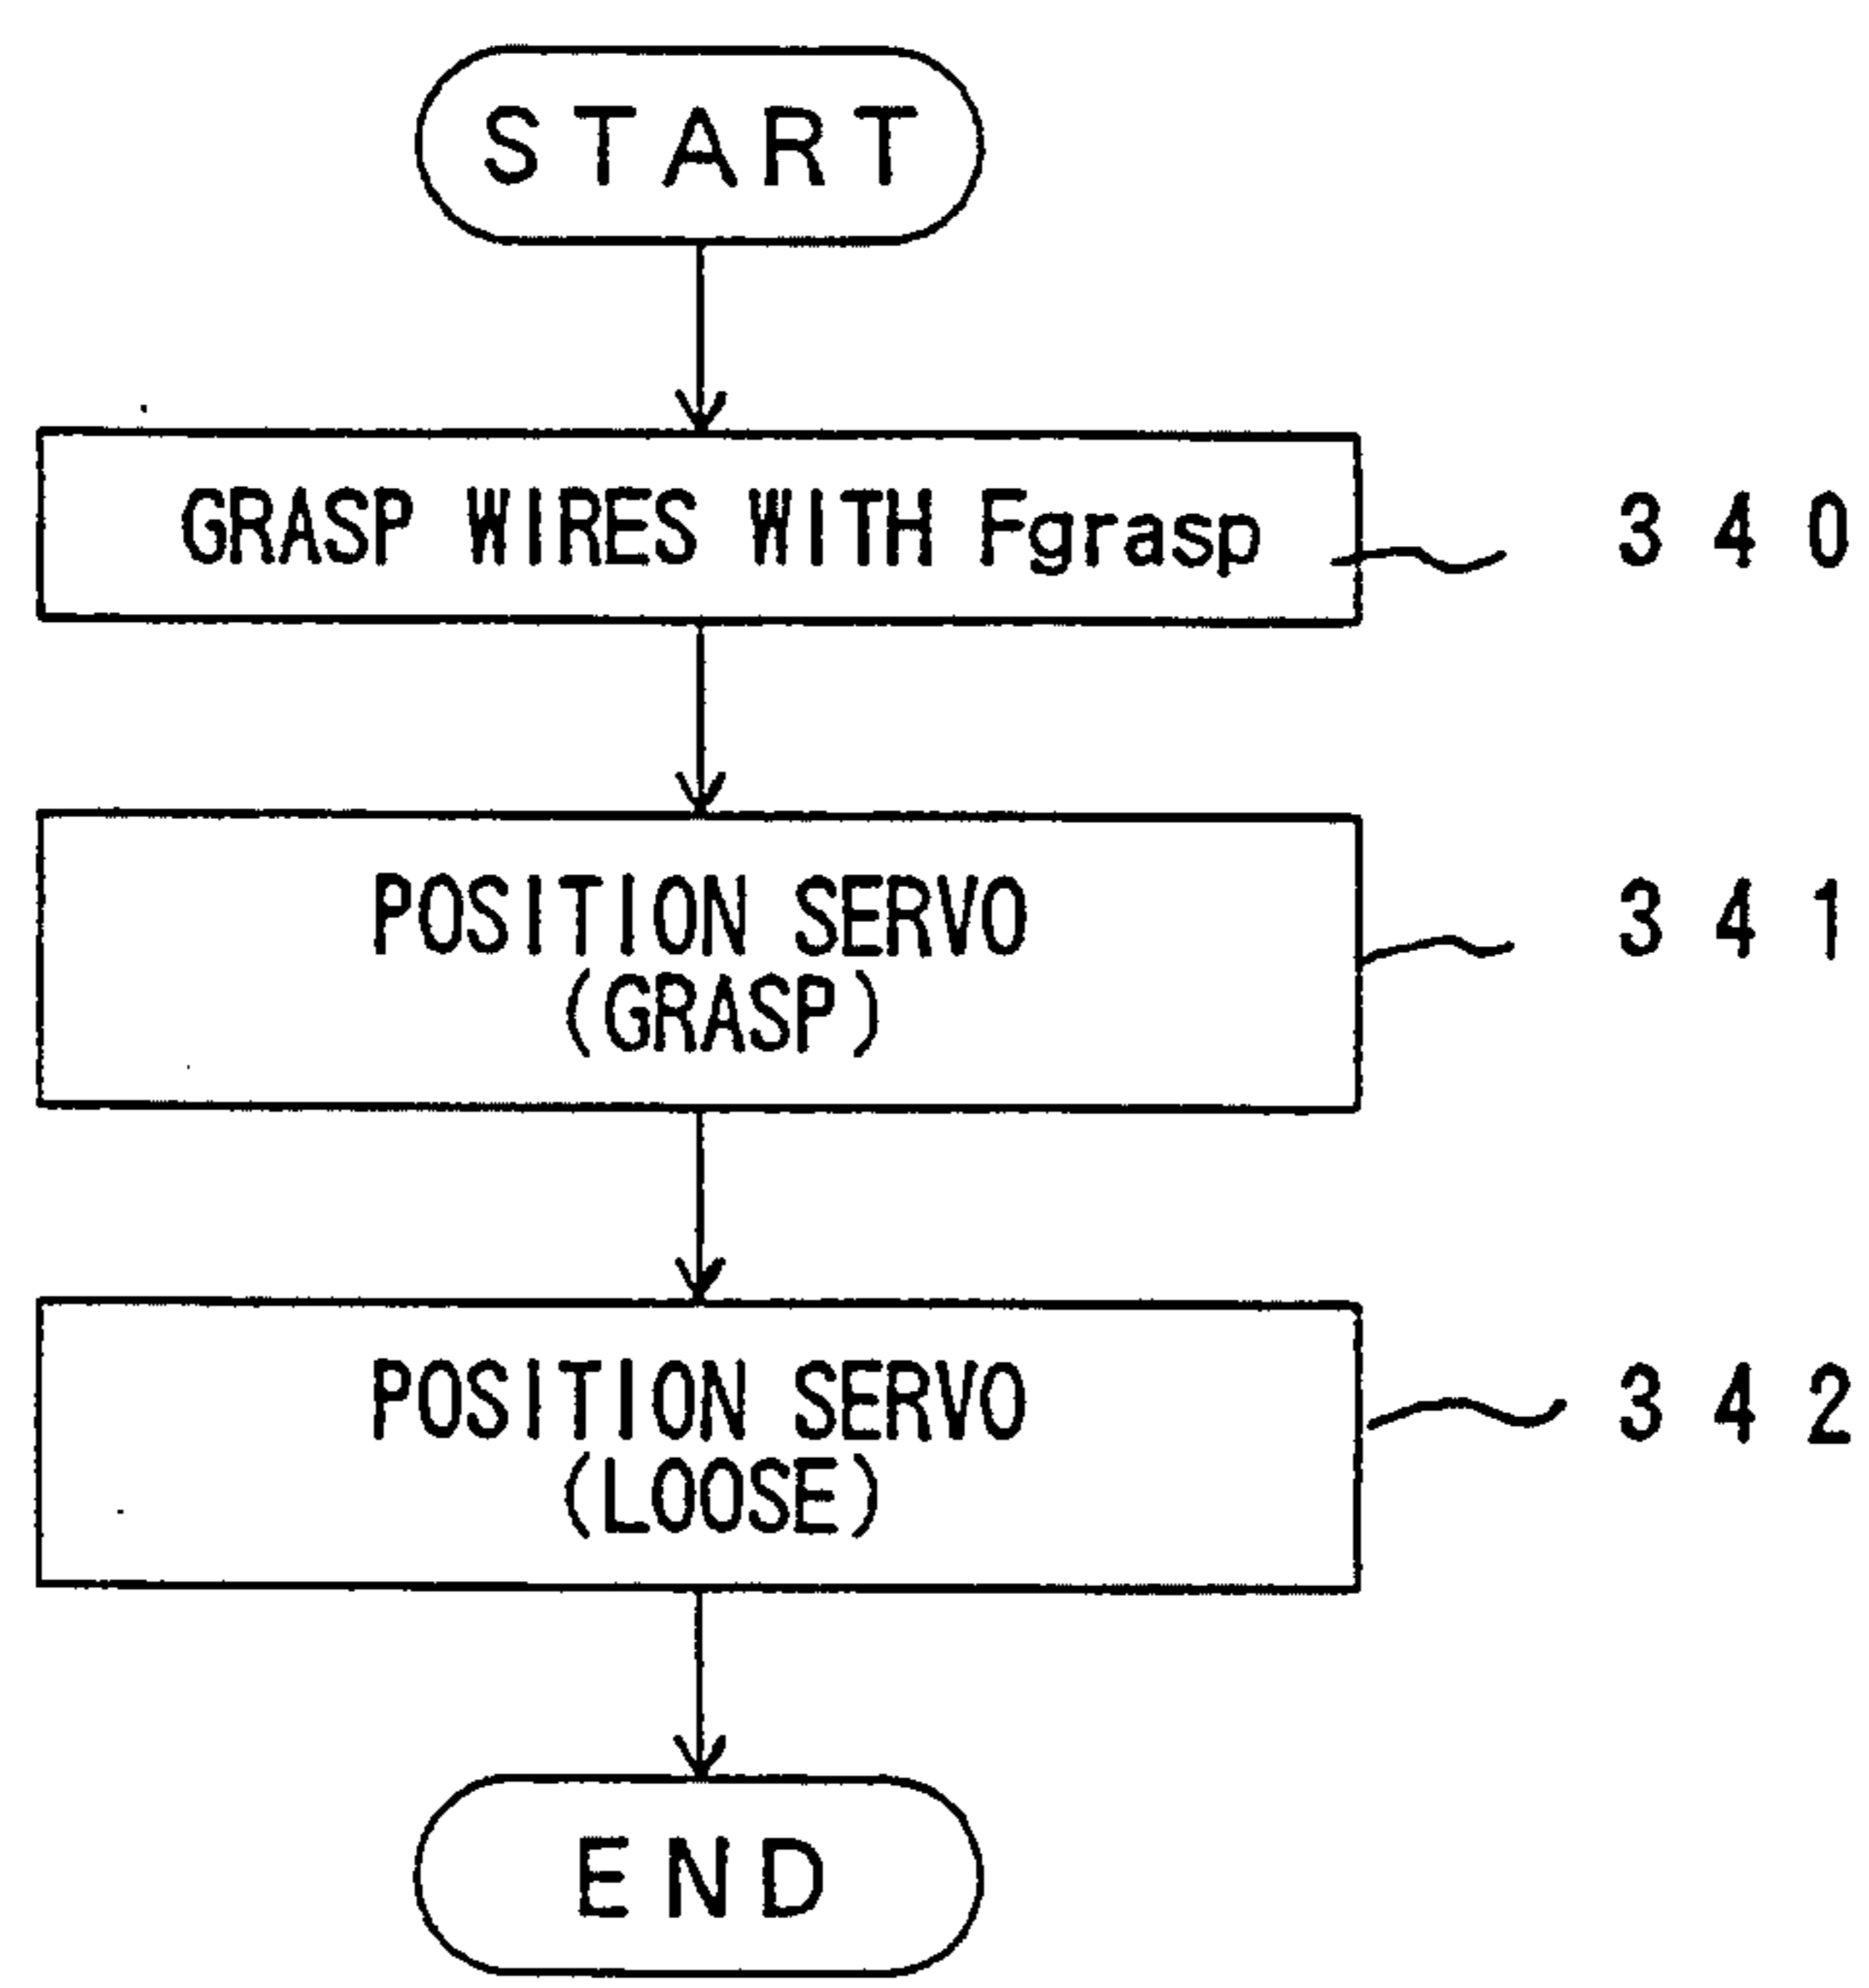 START
GRASP WIRES WITH Fgrasp
340
POSITION SERVO
(GRASP)
341
POSITION SERVO
(LOOSE)
342
END